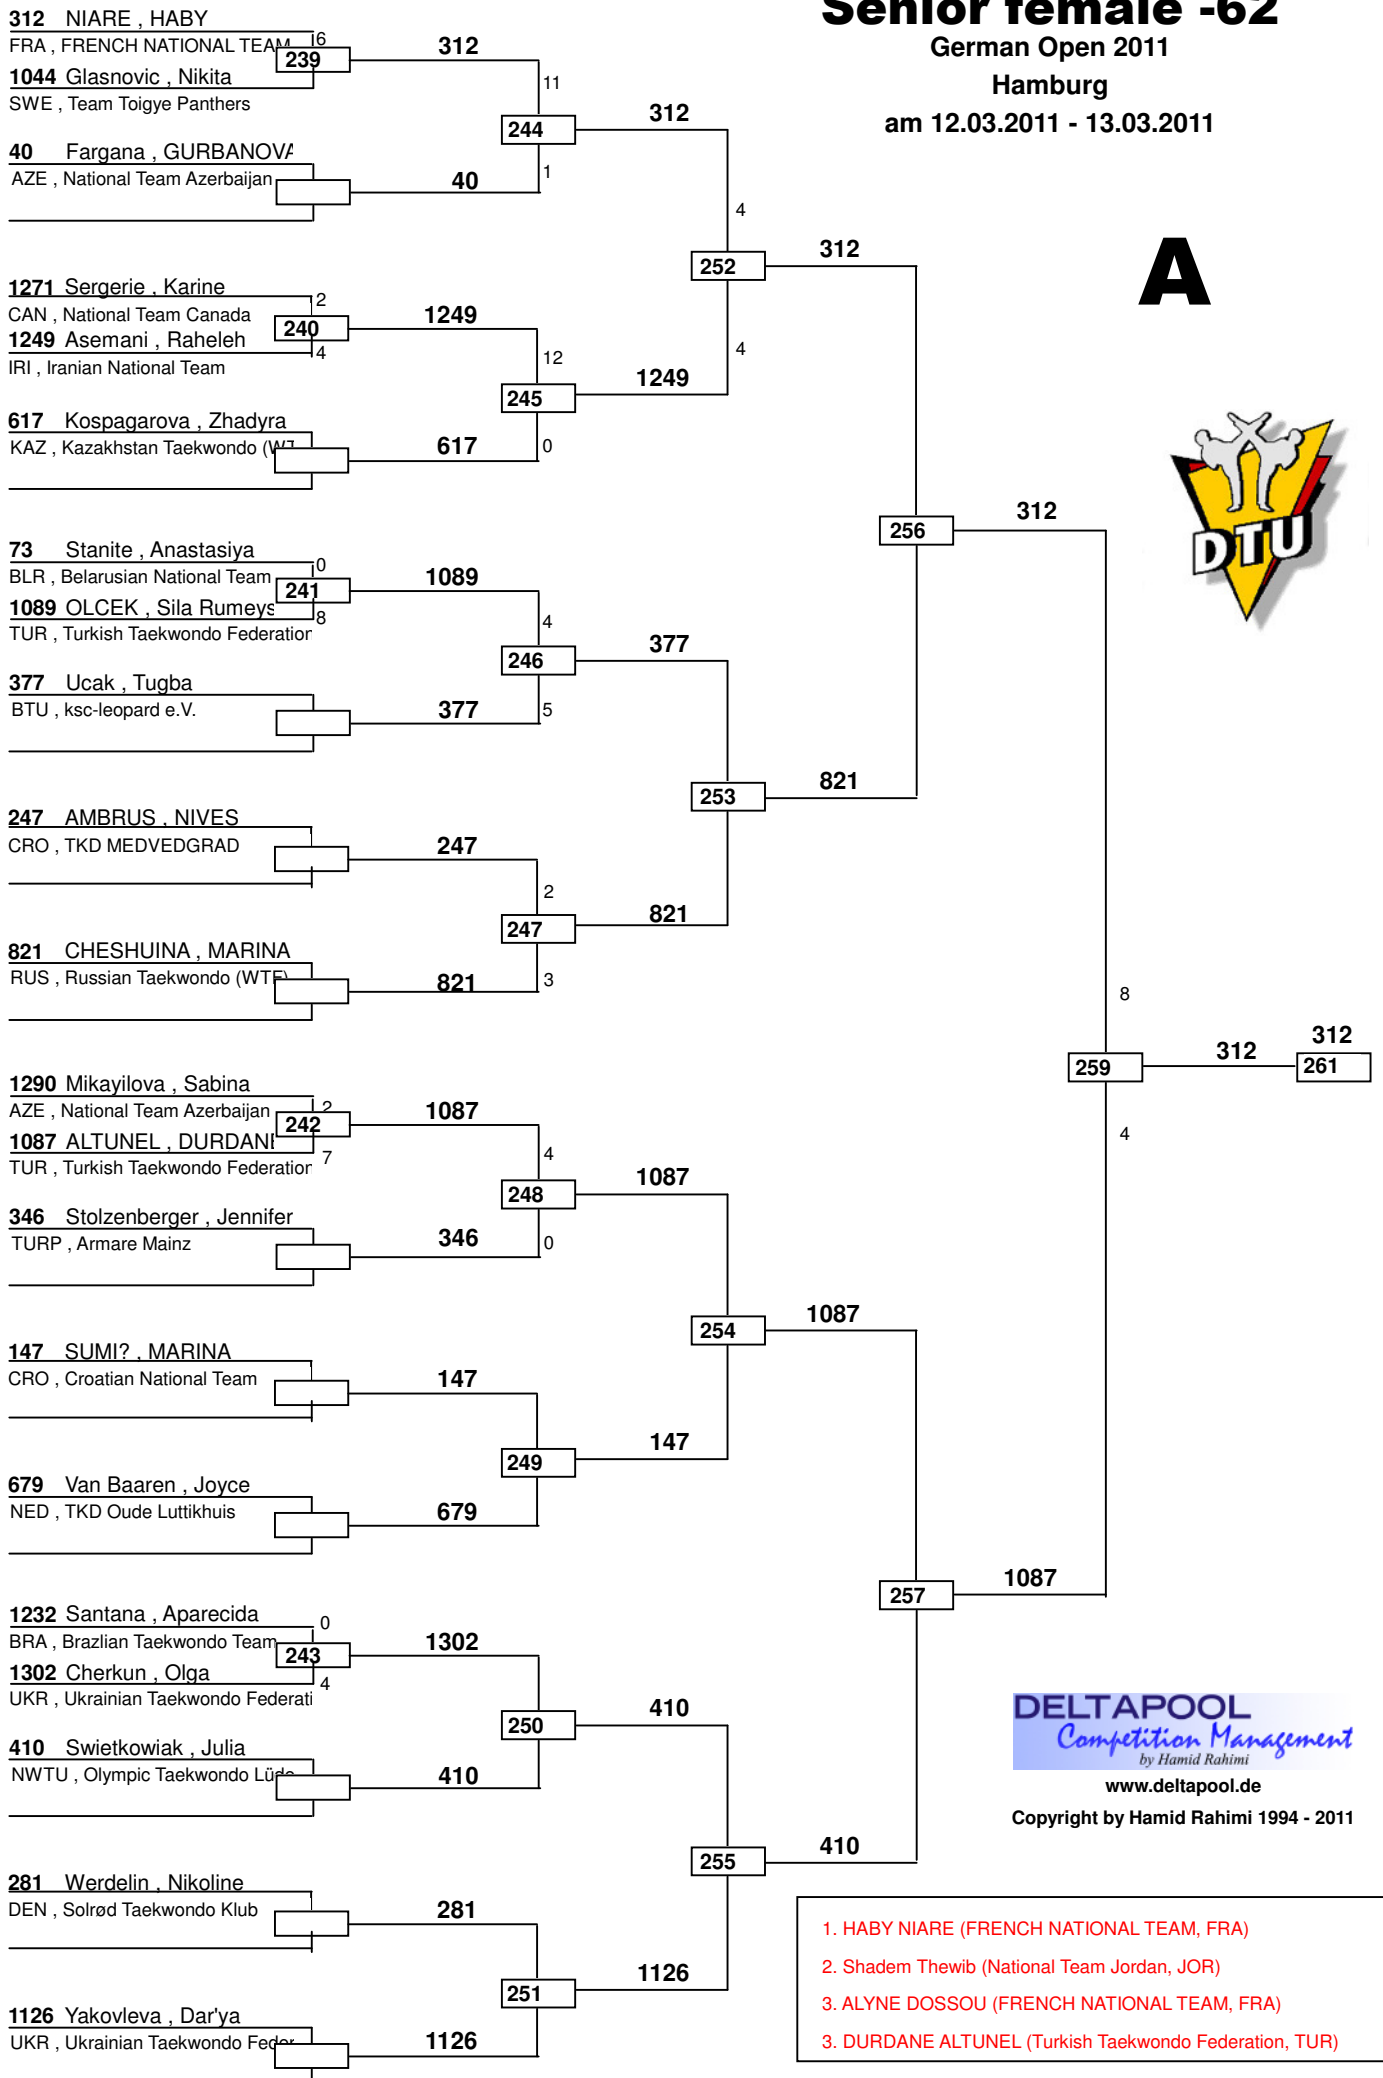 Senior female -62
German Open 2011
Hamburg
am 12.03.2011 - 13.03.2011
A
312 NIARE , HABY
FRA , FRENCH NATIONAL TEAM 6
239 312
1044 Glasnovic , Nikita
SWE , Team Toigye Panthers
11
244 312
40 Fargana , GURBANOVA
AZE , National Team Azerbaijan
40 1
4
252 312
1271 Sergerie , Karine
CAN , National Team Canada 2
240 1249
1249 Asemani , Raheleh 4
IRI , Iranian National Team
12
4
245 1249
617 Kospagarova , Zhadyra
KAZ , Kazakhstan Taekwondo
617 0
256 312
DTU
73 Stanite , Anastasiya
BLR , Belarusian National Team 0
241 1089
1089 OLCEK , Sila Rumeys 8
TUR , Turkish Taekwondo Federation
4
246 377
377 Ucak , Tugba
BTU , ksc-leopard e.V.
377 5
253 821
247 AMBRUS , NIVES
CRO , TKD MEDVEDGRAD
247
2
247 821
821 CHESHUINA , MARINA
RUS , Russian Taekwondo (WTF)
821 3
8
259 312 312
261
4
1290 Mikayilova , Sabina
AZE , National Team Azerbaijan 2
242 1087
1087 ALTUNEL , DURDANE 7
TUR , Turkish Taekwondo Federation
4
248 1087
346 Stolzenberger , Jennifer
TURP , Armare Mainz
346 0
254 1087
147 SUMI? , MARINA
CRO , Croatian National Team
147
249 147
679 Van Baaren , Joyce
NED , TKD Oude Luttikhuis
679
257 1087
1232 Santana , Aparecida 0
BRA , Brazlian Taekwondo Team
243 1302
1302 Cherkun , Olga 4
UKR , Ukrainian Taekwondo Federati
250 410
410 Swietkowiak , Julia
NWTU , Olympic Taekwondo
410
255 410
281 Werdelin , Nikoline
DEN , Solrød Taekwondo Klub
281
251 1126
1126 Yakovleva , Dar'ya
UKR , Ukrainian Taekwondo Feder
1126
DELTAPOOL
Competition Management
by Hamid Rahimi
www.deltapool.de
Copyright by Hamid Rahimi 1994 - 2011
1. HABY NIARE (FRENCH NATIONAL TEAM, FRA)
2. Shadem Thewib (National Team Jordan, JOR)
3. ALYNE DOSSOU (FRENCH NATIONAL TEAM, FRA)
3. DURDANE ALTUNEL (Turkish Taekwondo Federation, TUR)